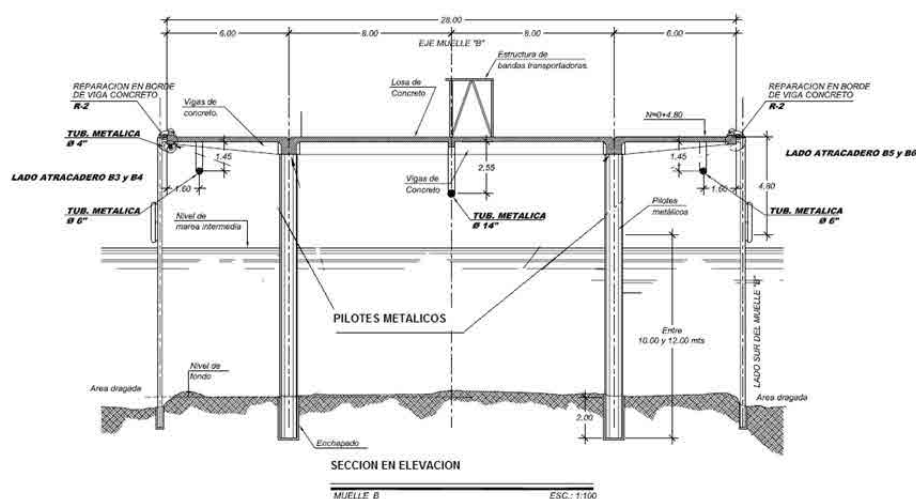 28.00
6.00
8.00
8.00
6.00
EJE MUELLE "B"
Estructura de
bandas transportadoras.
REPARACION EN BORDE
DE VIGA CONCRETO
R-2
Losa de
Concreto
REPARACION EN BORDE
DE VIGA CONCRETO
R-2
Vigas de
concreto.
N=0+4.80
TUB. METALICA
Ø 4"
1.45
2.55
1.45
LADO ATRACADERO B3 y B4
LADO ATRACADERO B5 y B6
1.60
Vigas de
Concreto
1.60
4.80
TUB. METALICA
Ø 6"
TUB. METALICA
Ø 14"
Pilotes
metálicos
TUB. METALICA
Ø 6"
Nivel de
marea intermedia
PILOTES METALICOS
Entre
10.00 y 12.00 mts
LADO SUR DEL MUELLE "B"
Nivel de
fondo
Area dragada
Area dragada
2.00
Enchapado
SECCION EN ELEVACION
MUELLE B
ESC.: 1:100